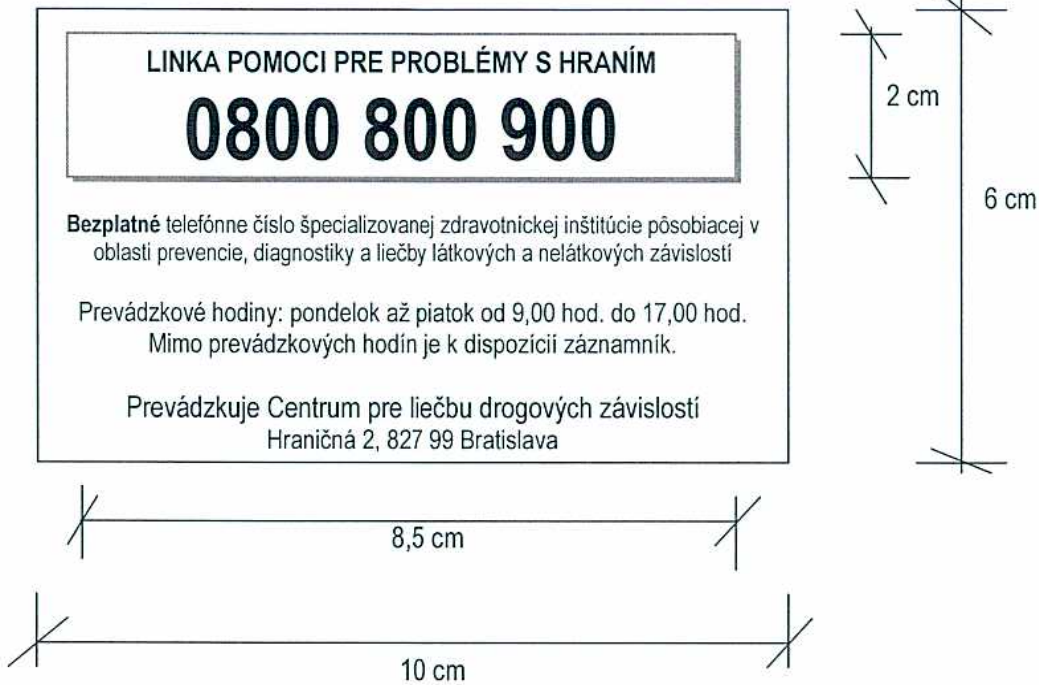 LINKA POMOCI PRE PROBLÉMY S HRANÍM
0800 800 900
2 cm
6 cm
Bezplatné telefónne číslo špecializovanej zdravotníckej inštitúcie pôsobiacej v
oblasti prevencie, diagnostiky a liečby látkových a nelátkových závislostí
Prevádzkové hodiny: pondelok až piatok od 9,00 hod. do 17,00 hod.
Mimo prevádzkových hodín je k dispozícií záznamník.
Prevádzkuje Centrum pre liečbu drogových závislostí
Hraničná 2, 827 99 Bratislava
8,5 cm
10 cm